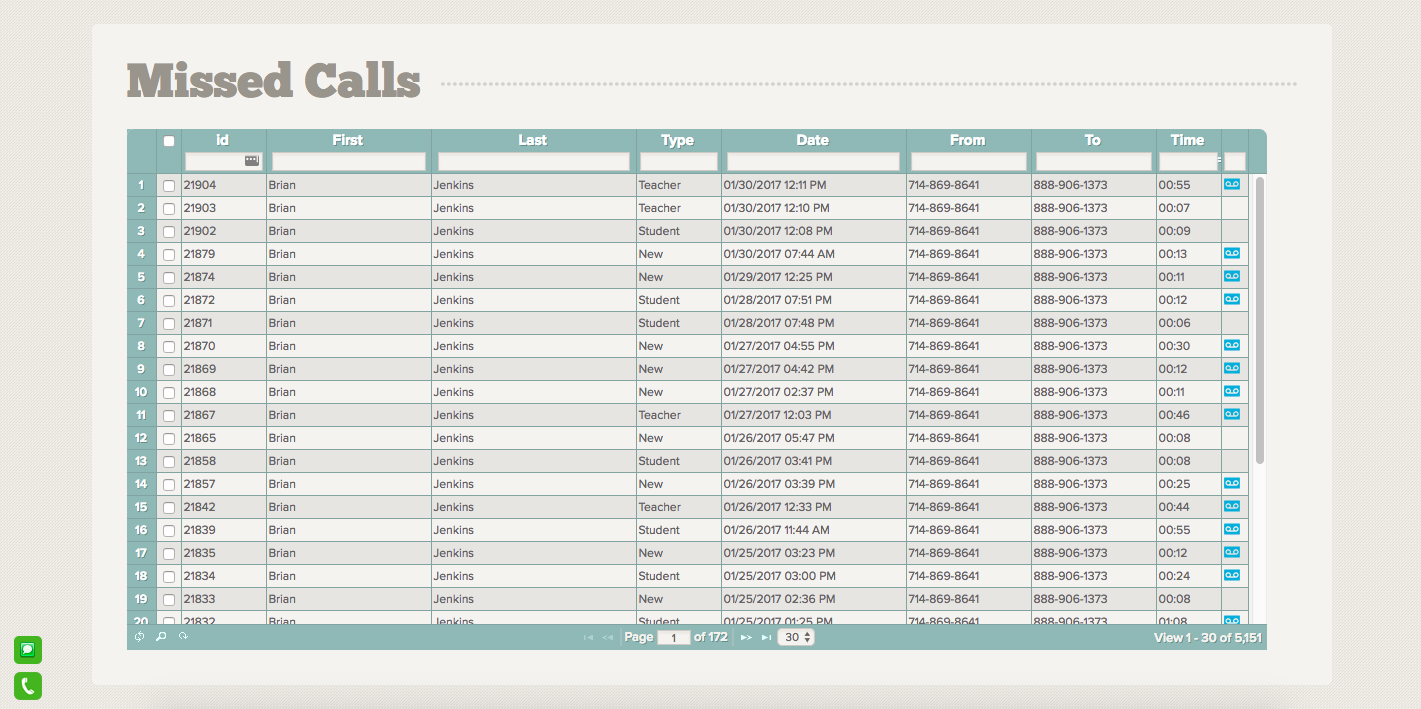 Missed Calls
id First Last Type Date From To Time
1 21904 Brian Jenkins Teacher 01/30/2017 12:11 PM 714-869-8641 888-906-1373 00:55
2 21903 Brian Jenkins Teacher 01/30/2017 12:10 PM 714-869-8641 888-906-1373 00:07
3 21902 Brian Jenkins Student 01/30/2017 12:08 PM 714-869-8641 888-906-1373 00:09
4 21879 Brian Jenkins New 01/30/2017 07:44 AM 714-869-8641 888-906-1373 00:13
5 21874 Brian Jenkins New 01/29/2017 12:25 PM 714-869-8641 888-906-1373 00:11
6 21872 Brian Jenkins Student 01/28/2017 07:51 PM 714-869-8641 888-906-1373 00:12
7 21871 Brian Jenkins Student 01/28/2017 07:48 PM 714-869-8641 888-906-1373 00:06
8 21870 Brian Jenkins New 01/27/2017 04:55 PM 714-869-8641 888-906-1373 00:30
9 21869 Brian Jenkins New 01/27/2017 04:42 PM 714-869-8641 888-906-1373 00:12
10 21868 Brian Jenkins New 01/27/2017 02:37 PM 714-869-8641 888-906-1373 00:11
11 21867 Brian Jenkins Teacher 01/27/2017 12:03 PM 714-869-8641 888-906-1373 00:46
12 21865 Brian Jenkins New 01/26/2017 05:47 PM 714-869-8641 888-906-1373 00:08
13 21858 Brian Jenkins Student 01/26/2017 03:41 PM 714-869-8641 888-906-1373 00:08
14 21857 Brian Jenkins New 01/26/2017 03:39 PM 714-869-8641 888-906-1373 00:25
15 21842 Brian Jenkins Teacher 01/26/2017 12:33 PM 714-869-8641 888-906-1373 00:44
16 21839 Brian Jenkins Student 01/26/2017 11:44 AM 714-869-8641 888-906-1373 00:55
17 21835 Brian Jenkins New 01/25/2017 03:23 PM 714-869-8641 888-906-1373 00:12
18 21834 Brian Jenkins Student 01/25/2017 03:00 PM 714-869-8641 888-906-1373 00:24
19 21833 Brian Jenkins New 01/25/2017 02:36 PM 714-869-8641 888-906-1373 00:08
20 21832 Brian Jenkins Student 01/25/2017 01:25 PM 714-869-8641 888-906-1373 01:08
Page 1 of 172 30 View 1 - 30 of 5,151